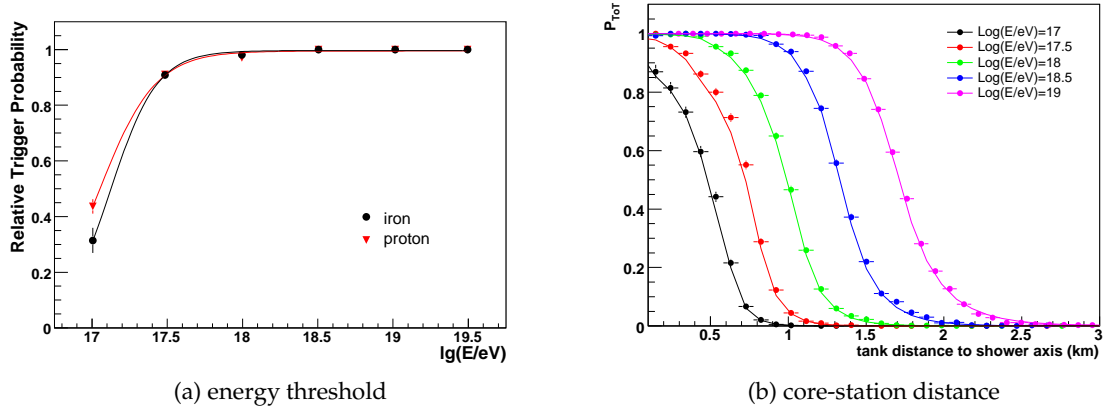 Relative Trigger Probability
1
0.8
0.6
0.4
0.2
0
iron
proton
17
17.5
18
18.5
19
19.5
lg(E/eV)
(a) energy threshold
P_ToT
1
0.8
0.6
0.4
0.2
0
Log(E/eV)=17
Log(E/eV)=17.5
Log(E/eV)=18
Log(E/eV)=18.5
Log(E/eV)=19
0.5
1
1.5
2
2.5
3
tank distance to shower axis (km)
(b) core-station distance